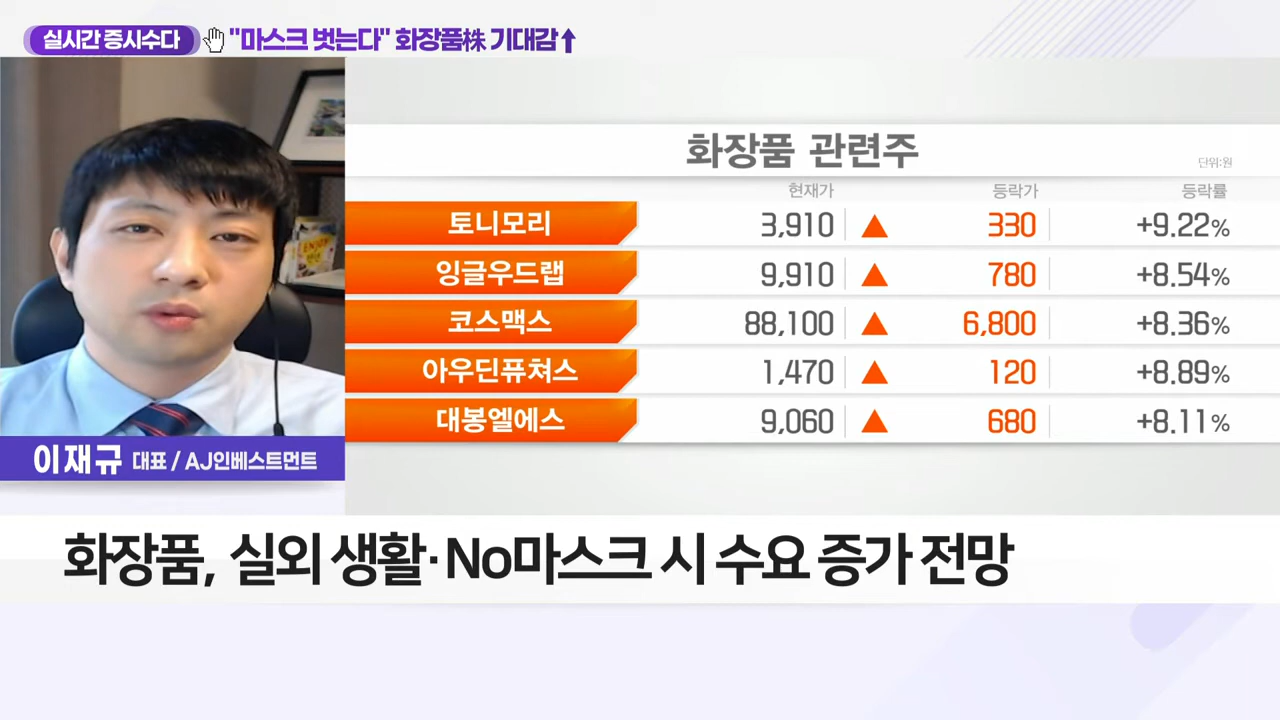 실시간 증시수다 "마스크 벗는다" 화장품株 기대감↑
화장품 관련주
단위:원
현재가 등락가 등락률
토니모리 3,910 ▲ 330 +9.22%
잉글우드랩 9,910 ▲ 780 +8.54%
코스맥스 88,100 ▲ 6,800 +8.36%
아우딘퓨쳐스 1,470 ▲ 120 +8.89%
대봉엘에스 9,060 ▲ 680 +8.11%
ENJOY
이재규 대표 / AJ인베스트먼트
화장품, 실외 생활·No마스크 시 수요 증가 전망